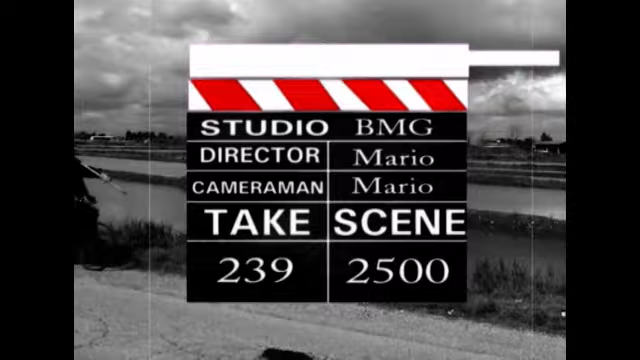 STUDIO BMG
DIRECTOR Mario
CAMERAMAN Mario
TAKE SCENE
239 2500